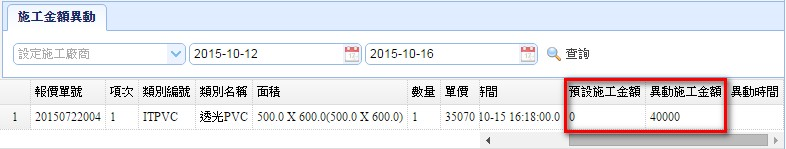 施工金額異動
設定施工廠商 2015-10-12 2015-10-16 查詢
報價單號 項次 類別編號 類別名稱 面積 數量 單價 時間 預設施工金額 異動施工金額 異動時間
1 20150722004 1 ITPVC 透光PVC 500.0 X 600.0(500.0 X 600.0) 1 35070 10-15 16:18:00.0 0 40000